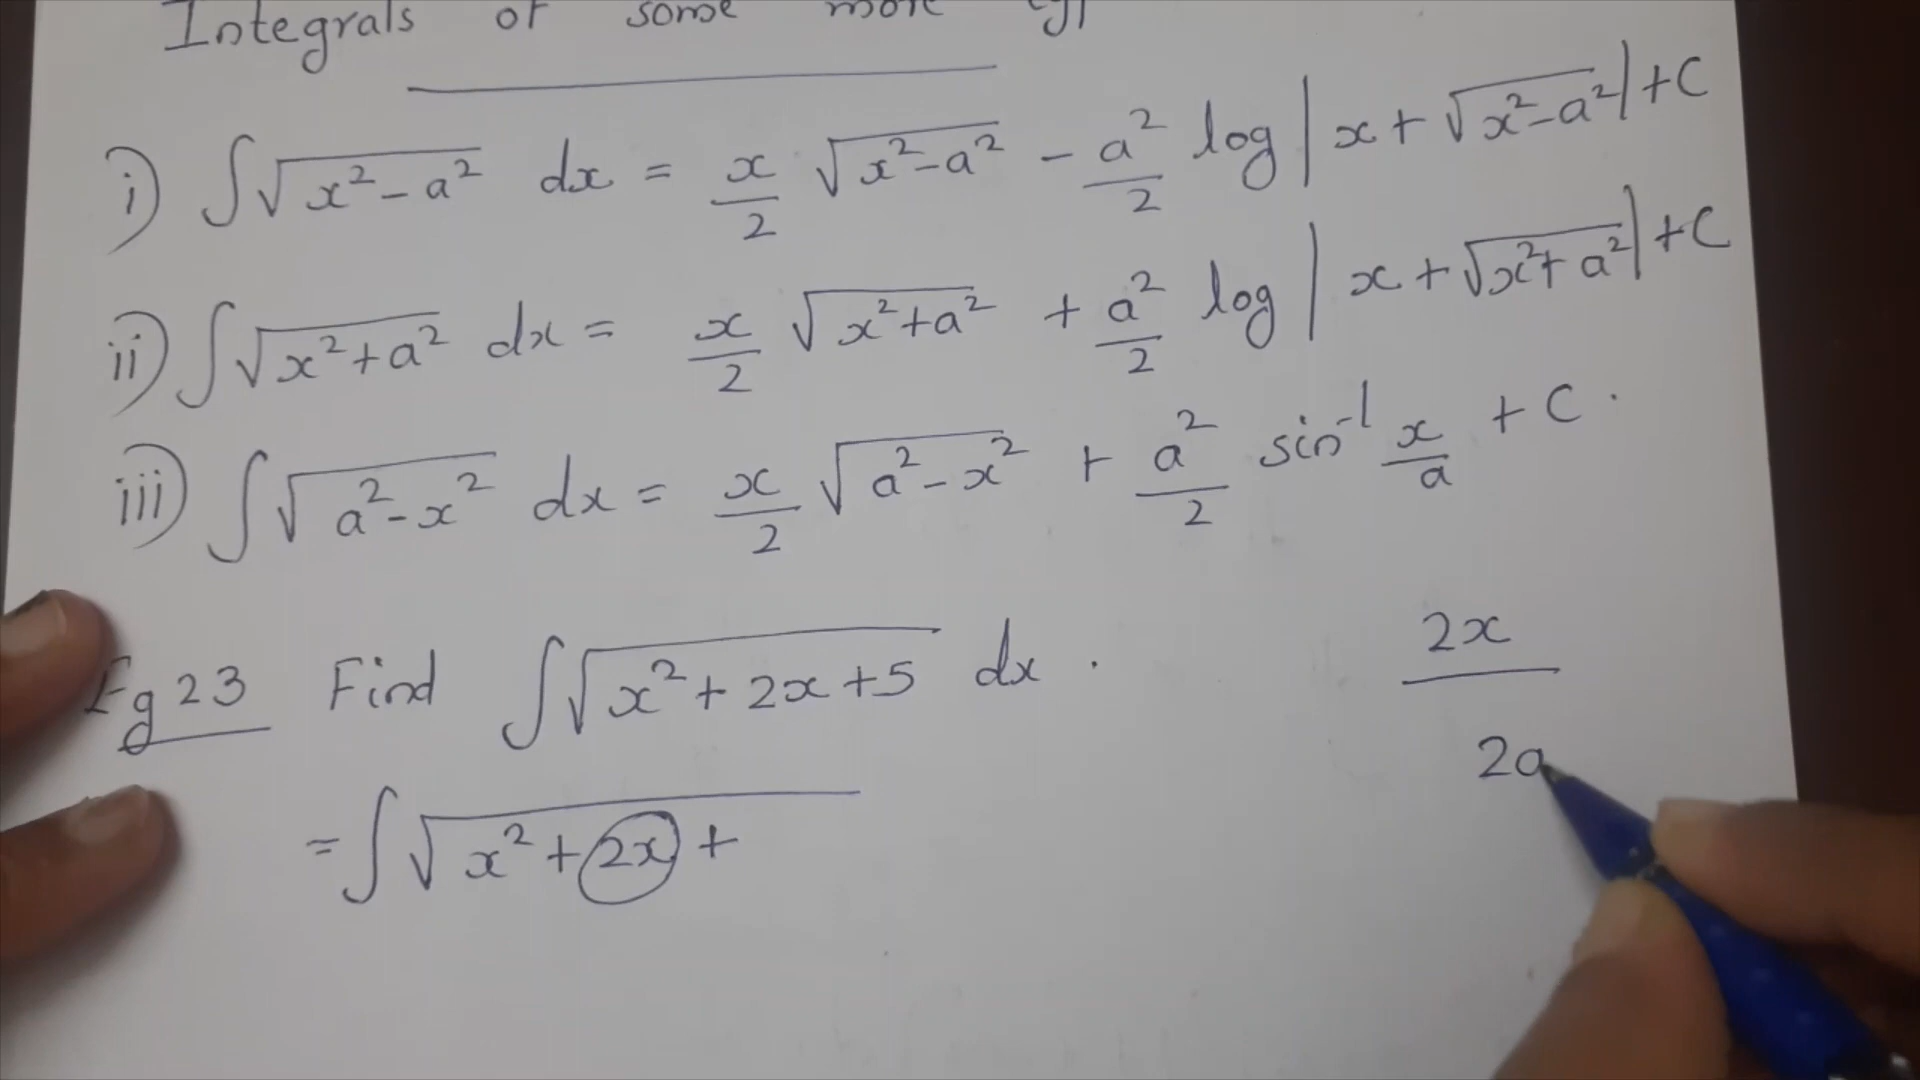 Integrals of some more
i) ∫√(x²-a²) dx = x/2 √(x²-a²) - a²/2 log|x+√(x²-a²)|+C
ii) ∫√(x²+a²) dx = x/2 √(x²+a²) + a²/2 log|x+√(x²+a²)|+C
iii) ∫√(a²-x²) dx = x/2 √(a²-x²) + a²/2 sin⁻¹ x/a + C.
Eg 23 Find ∫√(x²+2x+5) dx.
2x
2a
= ∫√(x²+2x+